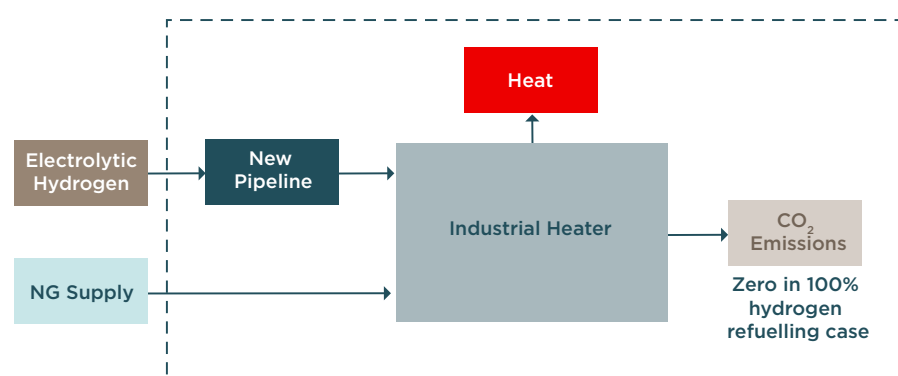 Heat
Electrolytic
Hydrogen
New
Pipeline
Industrial Heater
CO₂
Emissions
NG Supply
Zero in 100%
hydrogen
refuelling case